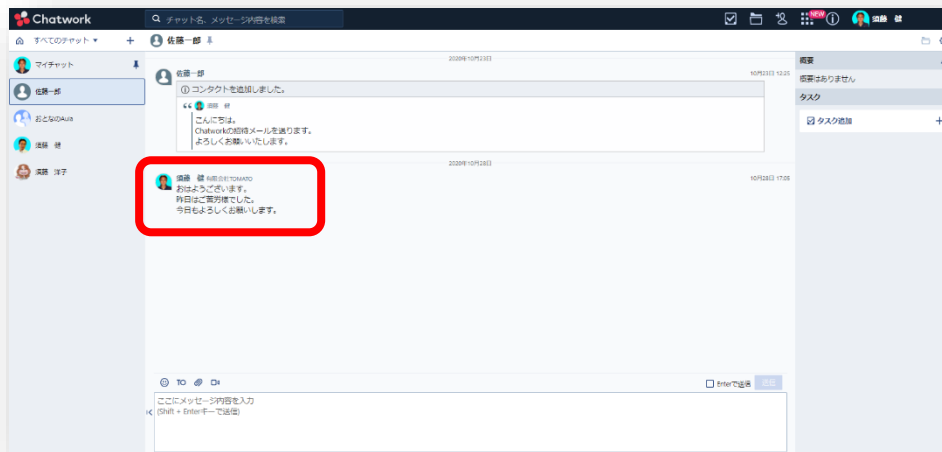 Chatwork
チャット名、メッセージ内容を検索
NEW
須藤 健
すべてのチャット
佐藤一郎
マイチャット
佐藤一郎
おとなのAura
須藤 健
須藤 洋子
2020年10月23日
佐藤一郎
10月23日 12:25
コンタクトを追加しました。
須藤 健
こんにちは。
Chatworkの招待メールを送ります。
よろしくお願いいたします。
2020年10月28日
須藤 健 有限会社TOMATO
10月28日 17:05
おはようございます。
昨日はご苦労様でした。
今日もよろしくお願いします。
概要
概要はありません
タスク
タスク追加
TO
Enterで送信
送信
ここにメッセージ内容を入力
(Shift + Enterキーで送信)